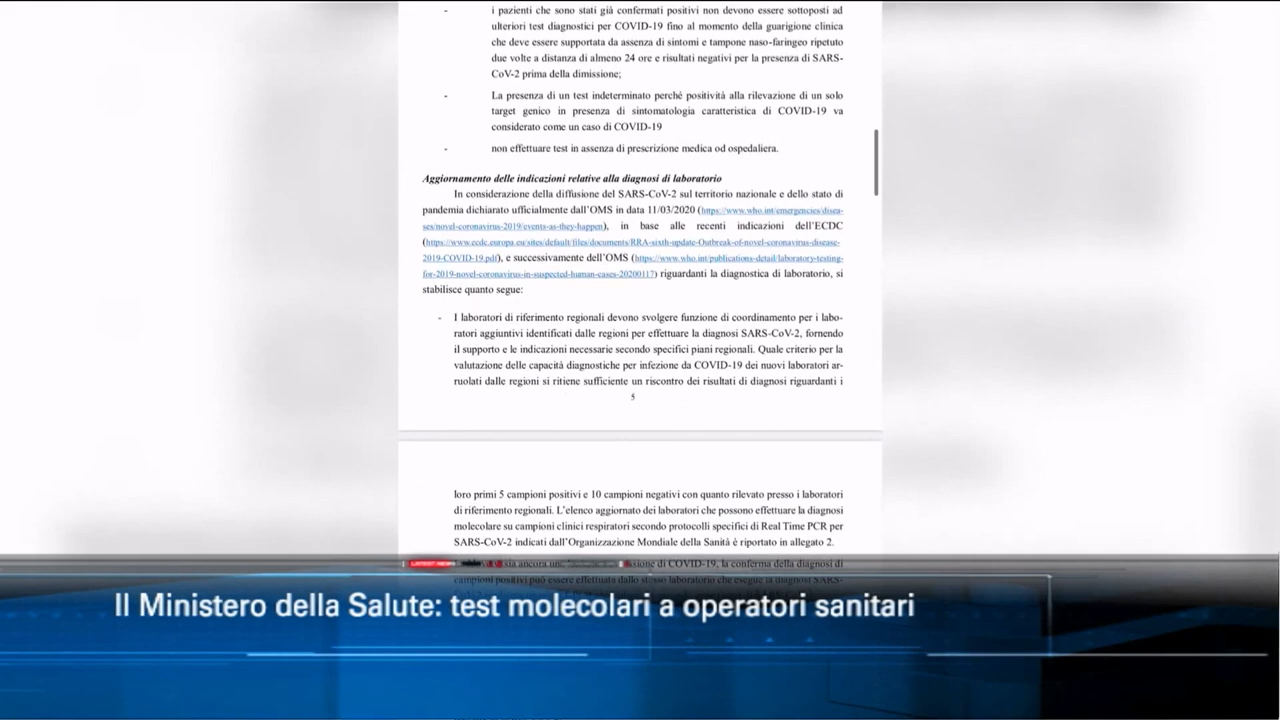 - i pazienti che sono stati già confermati positivi non devono essere sottoposti ad
ulteriori test diagnostici per COVID-19 fino al momento della guarigione clinica
che deve essere supportata da assenza di sintomi e tampone naso-faringeo ripetuto
due volte a distanza di almeno 24 ore e risultati negativi per la presenza di SARS-
CoV-2 prima della dimissione;
- La presenza di un test indeterminato perché positività alla rilevazione di un solo
target genico in presenza di sintomatologia caratteristica di COVID-19 va
considerato come un caso di COVID-19
- non effettuare test in assenza di prescrizione medica od ospedaliera.
Aggiornamento delle indicazioni relative alla diagnosi di laboratorio
In considerazione della diffusione del SARS-CoV-2 sul territorio nazionale e dello stato di
pandemia dichiarato ufficialmente dall'OMS in data 11/03/2020 (https://www.who.int/emergencies/disea-
ses/novel-coronavirus-2019/events-as-they-happen), in base alle recenti indicazioni dell'ECDC
(https://www.ecdc.europa.eu/sites/default/files/documents/RRA-sixth-update-Outbreak-of-novel-coronavirus-disease-
2019-COVID-19.pdf), e successivamente dell'OMS (https://www.who.int/publications-detail/laboratory-testing-
for-2019-novel-coronavirus-in-suspected-human-cases-20200117) riguardanti la diagnostica di laboratorio, si
stabilisce quanto segue:
- I laboratori di riferimento regionali devono svolgere funzione di coordinamento per i labo-
ratori aggiuntivi identificati dalle regioni per effettuare la diagnosi SARS-CoV-2, fornendo
il supporto e le indicazioni necessarie secondo specifici piani regionali. Quale criterio per la
valutazione delle capacità diagnostiche per infezione da COVID-19 dei nuovi laboratori ar-
ruolati dalle regioni si ritiene sufficiente un riscontro dei risultati di diagnosi riguardanti i
5
loro primi 5 campioni positivi e 10 campioni negativi con quanto rilevato presso i laboratori
di riferimento regionali. L'elenco aggiornato dei laboratori che possono effettuare la diagnosi
molecolare su campioni clinici respiratori secondo protocolli specifici di Real Time PCR per
SARS-CoV-2 indicati dall'Organizzazione Mondiale della Sanità è riportato in allegato 2.
LATEST NEWS
sia ancora di COVID-19, la conferma della diagnosi di
campioni positivi può essere effettuata dallo stesso laboratorio che esegue la diagnosi SARS-
Il Ministero della Salute: test molecolari a operatori sanitari